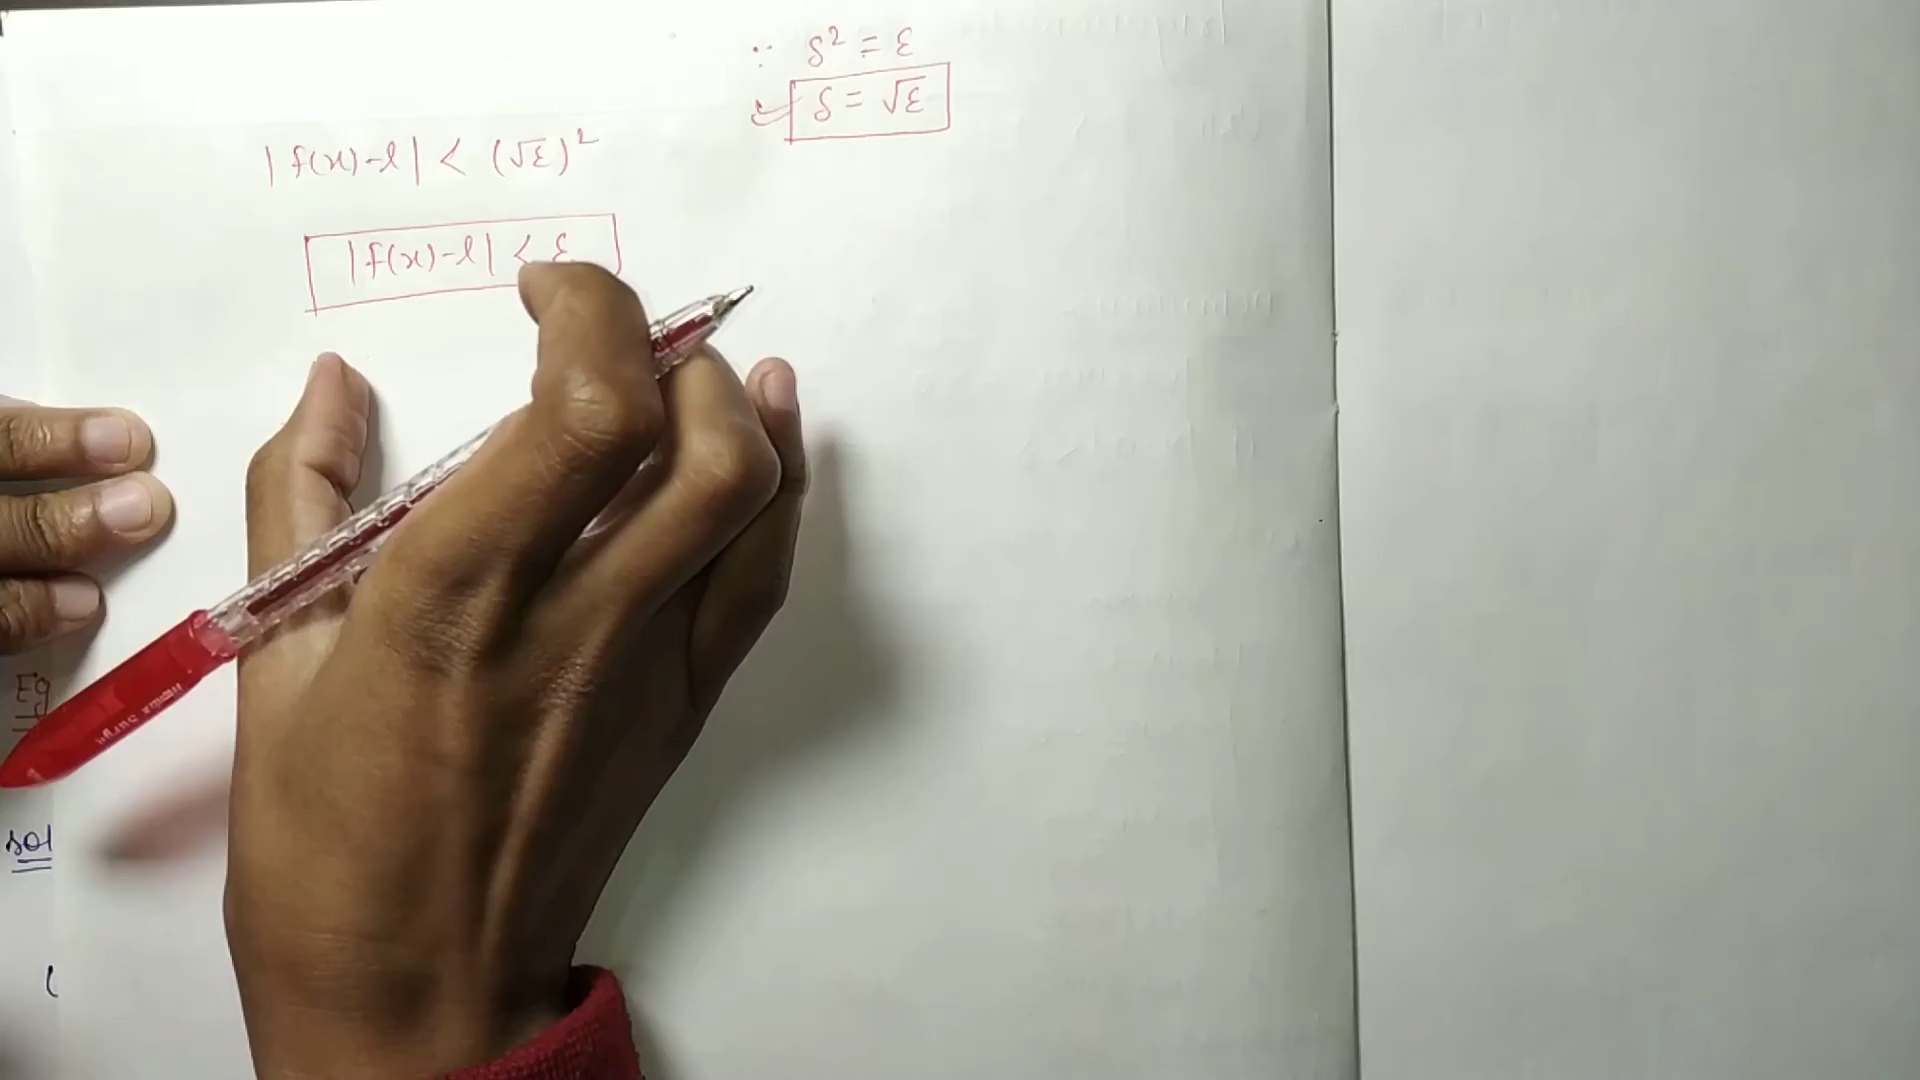 ∵ δ² = ε
δ = √ε
|f(x)-l| < (√ε)²
|f(x)-l| < ε
Eg
sol
(